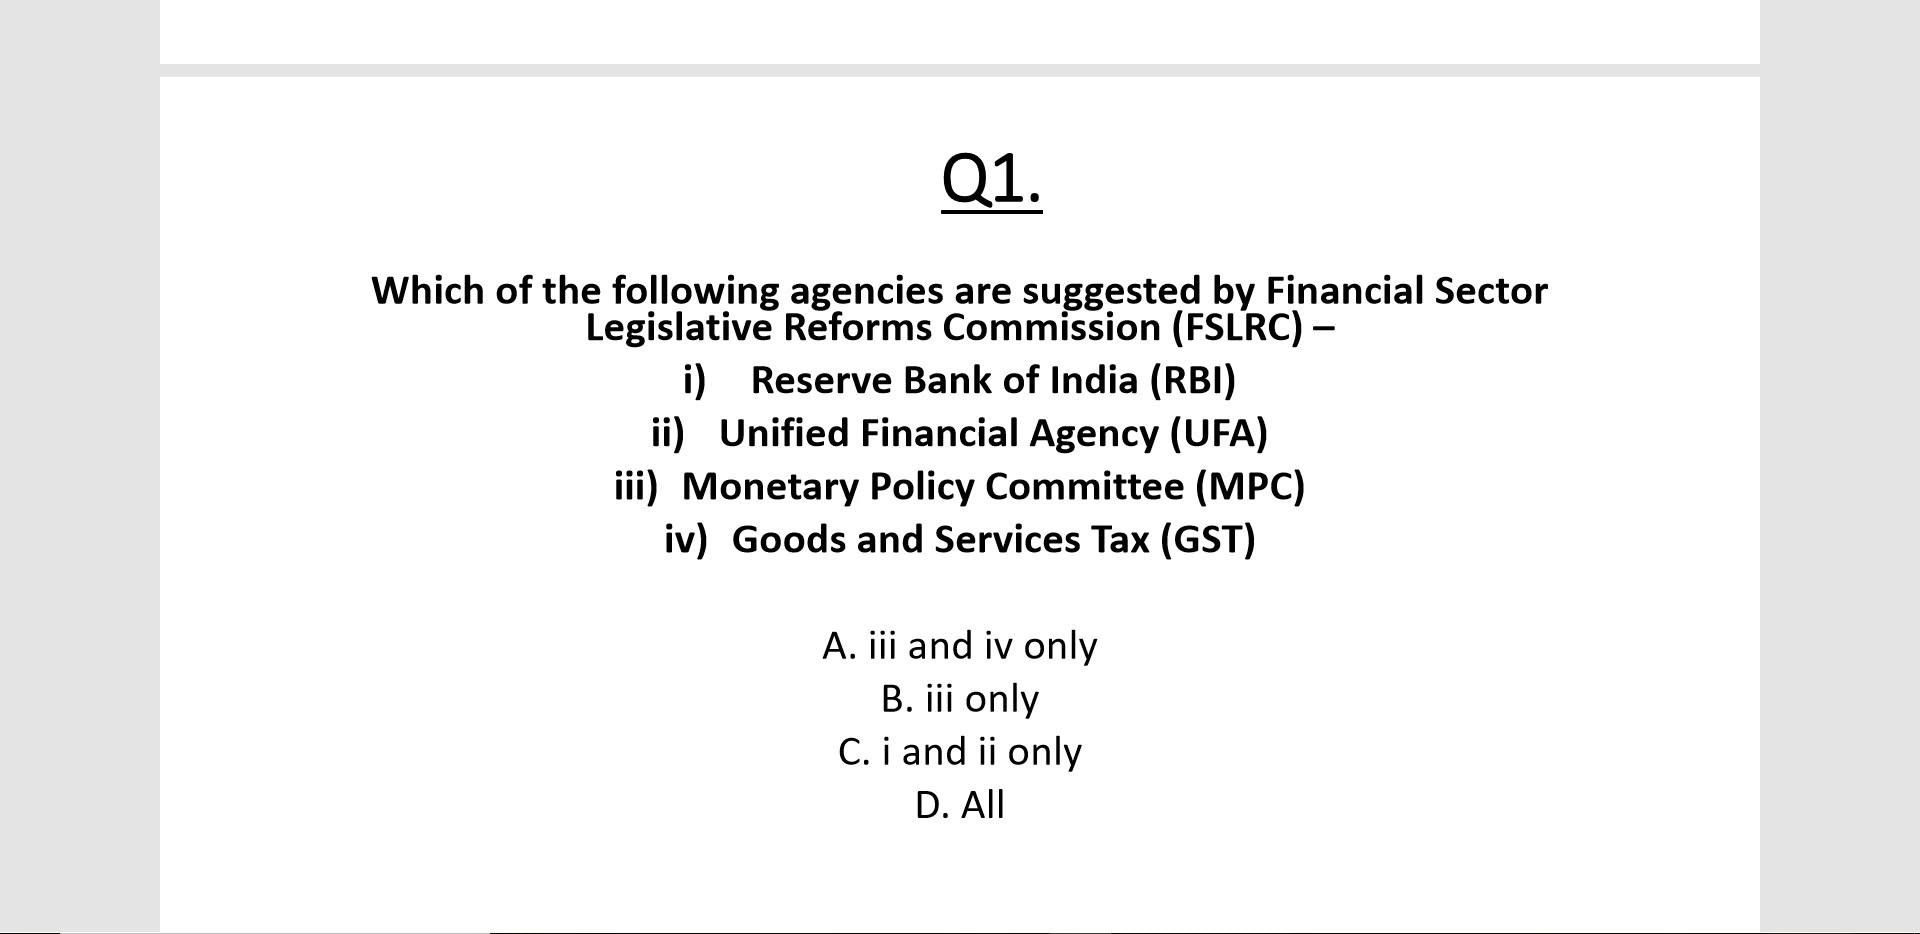 Q1.
Which of the following agencies are suggested by Financial Sector
Legislative Reforms Commission (FSLRC) –
i) Reserve Bank of India (RBI)
ii) Unified Financial Agency (UFA)
iii) Monetary Policy Committee (MPC)
iv) Goods and Services Tax (GST)
A. iii and iv only
B. iii only
C. i and ii only
D. All